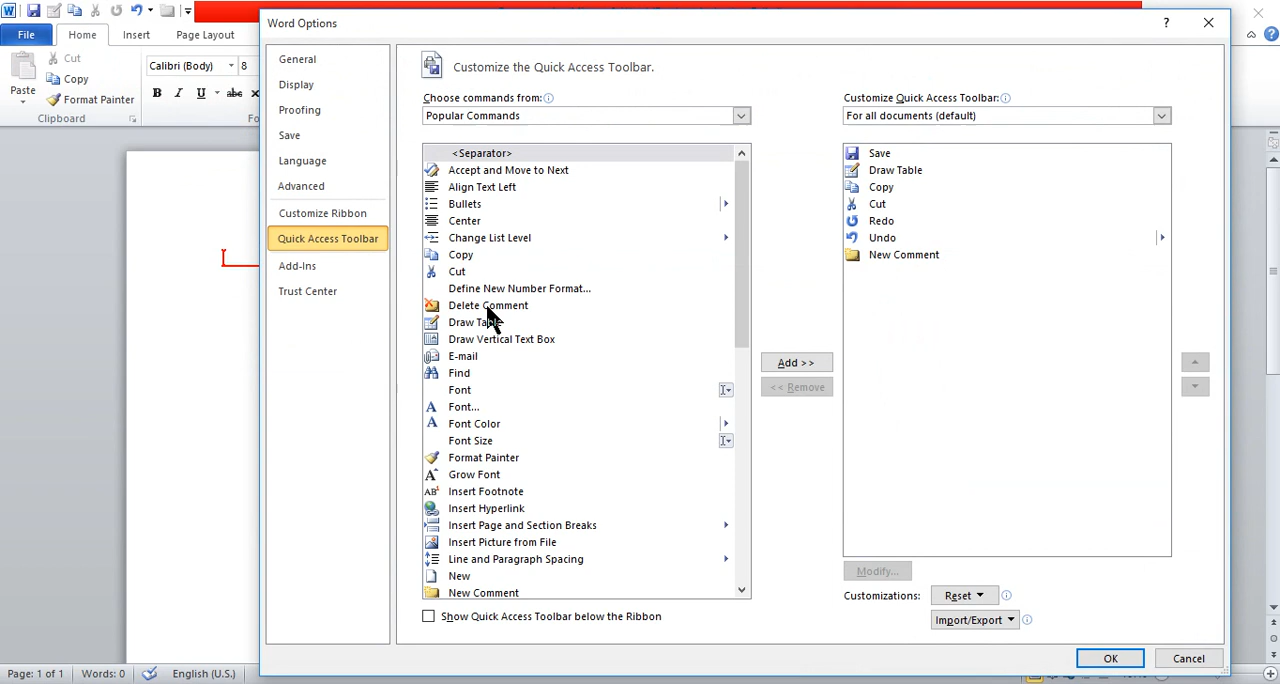 Word Options
File Home Insert Page Layout
Cut
Copy
Format Painter
Paste
Clipboard
Calibri (Body) 8
B I U abc
General
Display
Proofing
Save
Language
Advanced
Customize Ribbon
Quick Access Toolbar
Add-Ins
Trust Center
Customize the Quick Access Toolbar.
Choose commands from:
Popular Commands
<Separator>
Accept and Move to Next
Align Text Left
Bullets
Center
Change List Level
Copy
Cut
Define New Number Format...
Delete Comment
Draw
Draw Vertical Text Box
E-mail
Find
Font
Font...
Font Color
Font Size
Format Painter
Grow Font
Insert Footnote
Insert Hyperlink
Insert Page and Section Breaks
Insert Picture from File
Line and Paragraph Spacing
New
New Comment
Show Quick Access Toolbar below the Ribbon
Add >>
<< Remove
Customize Quick Access Toolbar:
For all documents (default)
Save
Draw Table
Copy
Cut
Redo
Undo
New Comment
Modify...
Customizations: Reset
Import/Export
OK Cancel
Page: 1 of 1 Words: 0 English (U.S.)